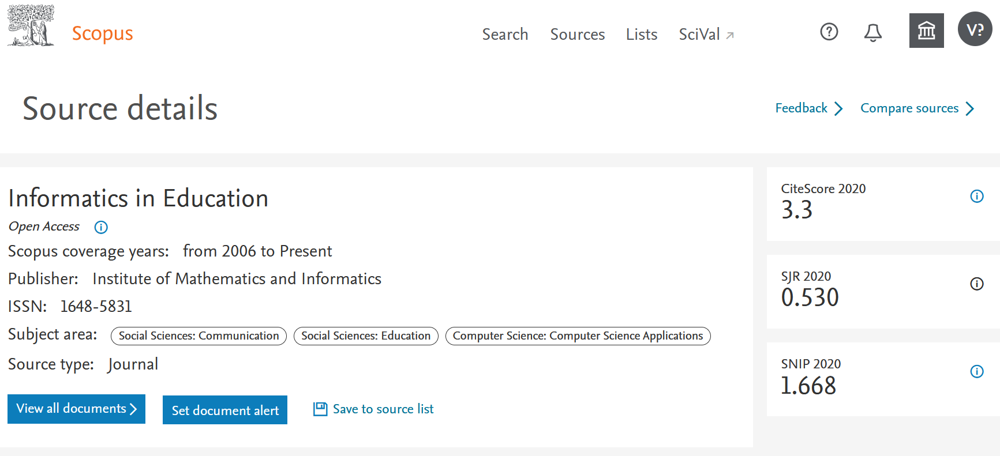 Scopus
Search Sources Lists SciVal
V?
Source details
Feedback Compare sources
Informatics in Education
Open Access
Scopus coverage years: from 2006 to Present
Publisher: Institute of Mathematics and Informatics
ISSN: 1648-5831
Subject area: Social Sciences: Communication Social Sciences: Education Computer Science: Computer Science Applications
Source type: Journal
View all documents Set document alert Save to source list
CiteScore 2020
3.3
SJR 2020
0.530
SNIP 2020
1.668